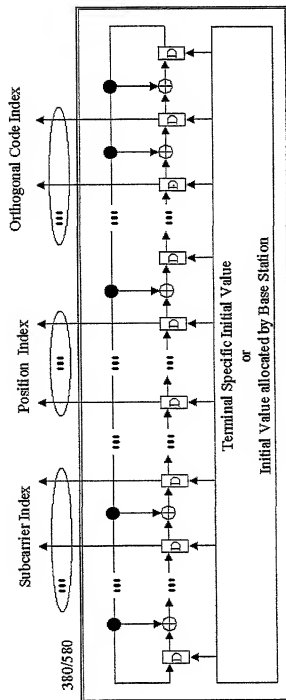 380/580
Subcarrier Index
Position Index
Orthogonal Code Index
D D D D D D D D D
Terminal Specific Initial Value
or
Initial Value allocated by Base Station